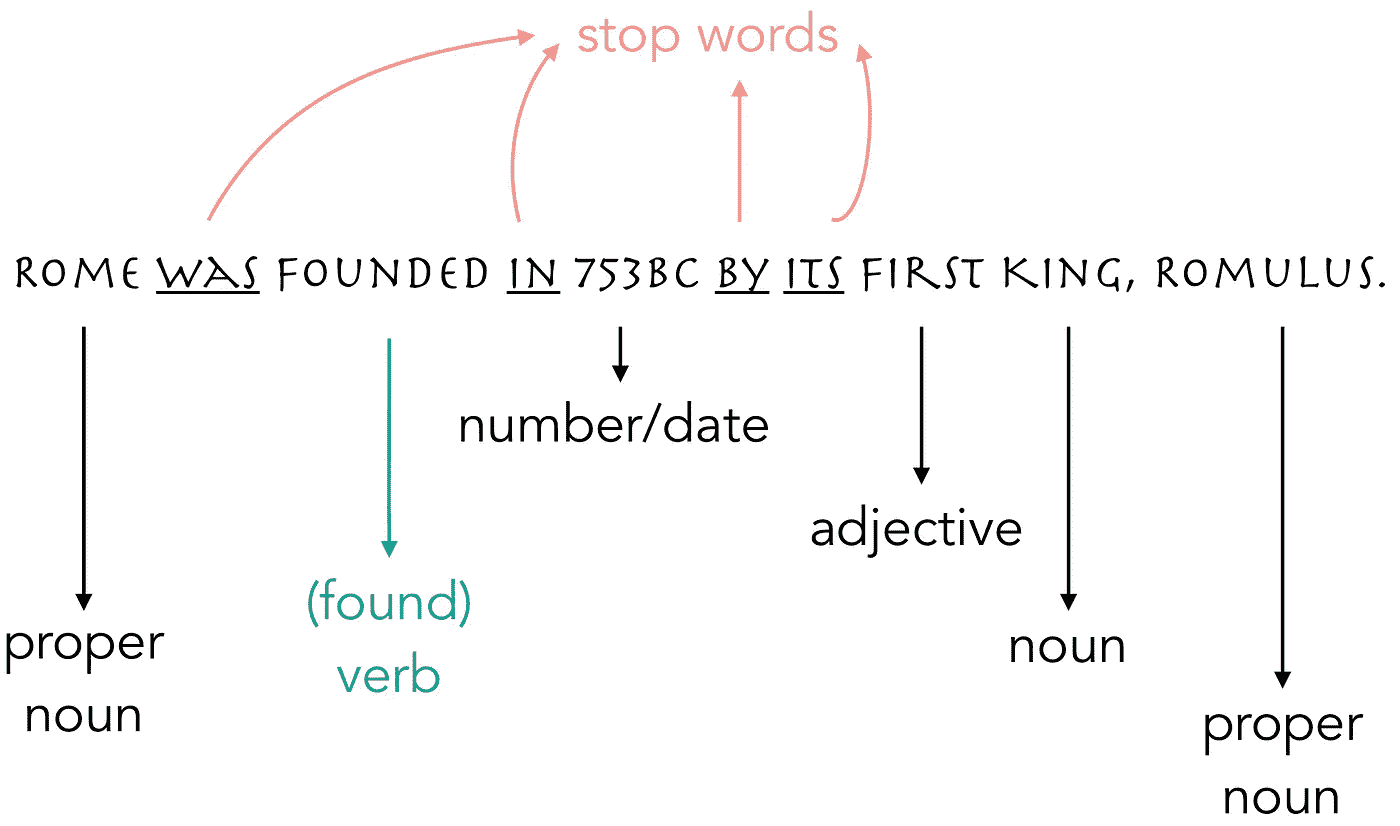 stop words
ROME WAS FOUNDED IN 753BC BY ITS FIRST KING, ROMULUS.
number/date
adjective
(found)
verb
proper
noun
noun
proper
noun